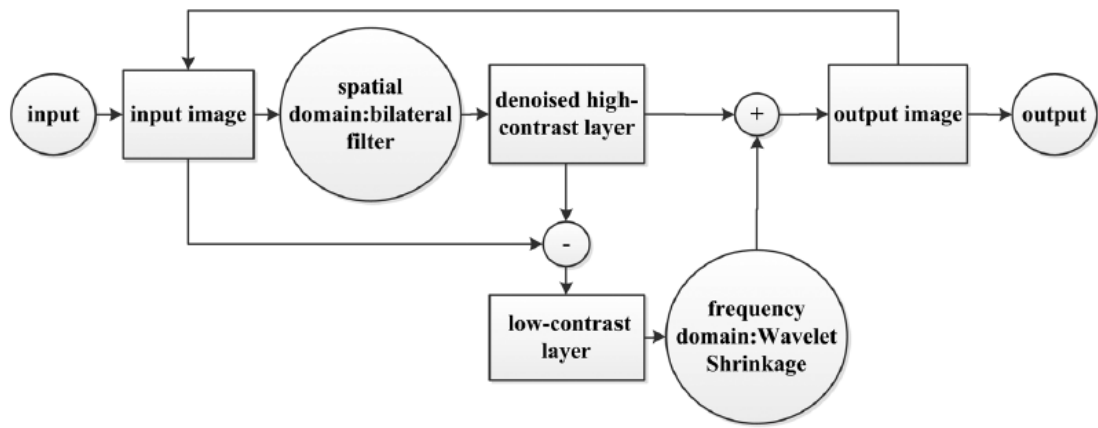 input
input image
spatial
domain:bilateral
filter
denoised high-
contrast layer
+
output image
output
-
low-contrast
layer
frequency
domain:Wavelet
Shrinkage